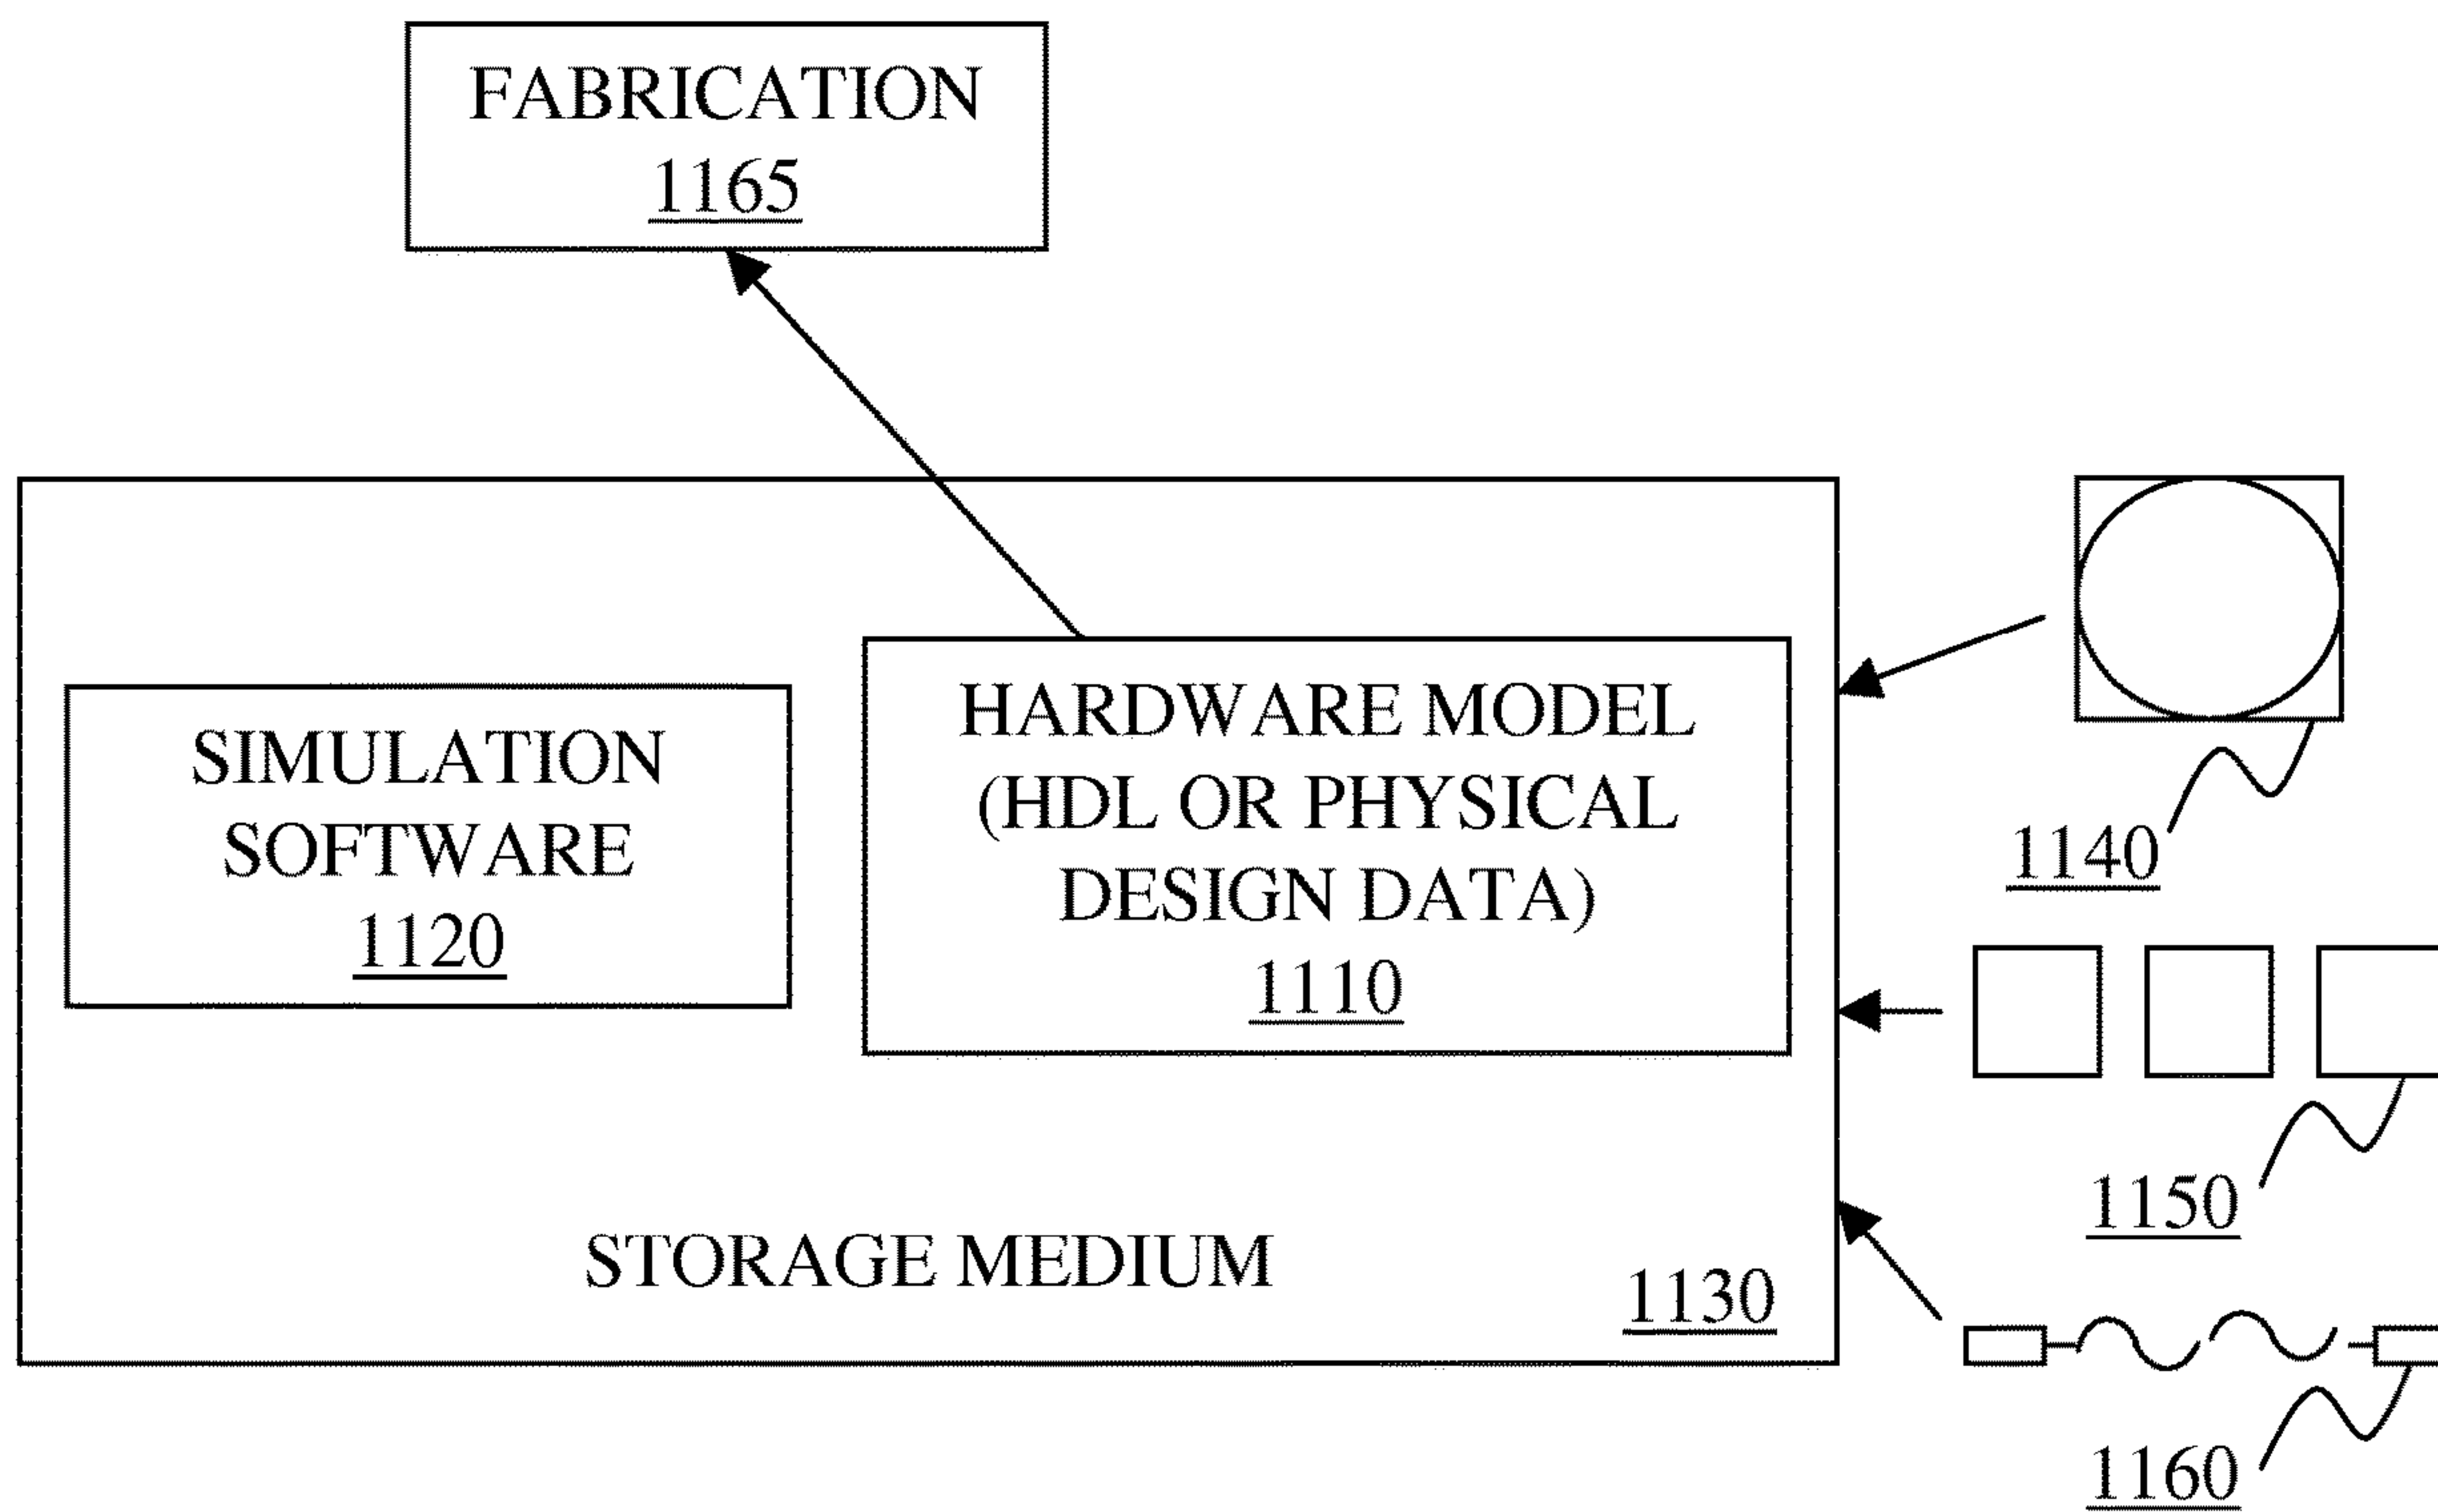 FABRICATION
1165
SIMULATION
SOFTWARE
1120
HARDWARE MODEL
(HDL OR PHYSICAL
DESIGN DATA)
1110
STORAGE MEDIUM
1130
1140
1150
1160